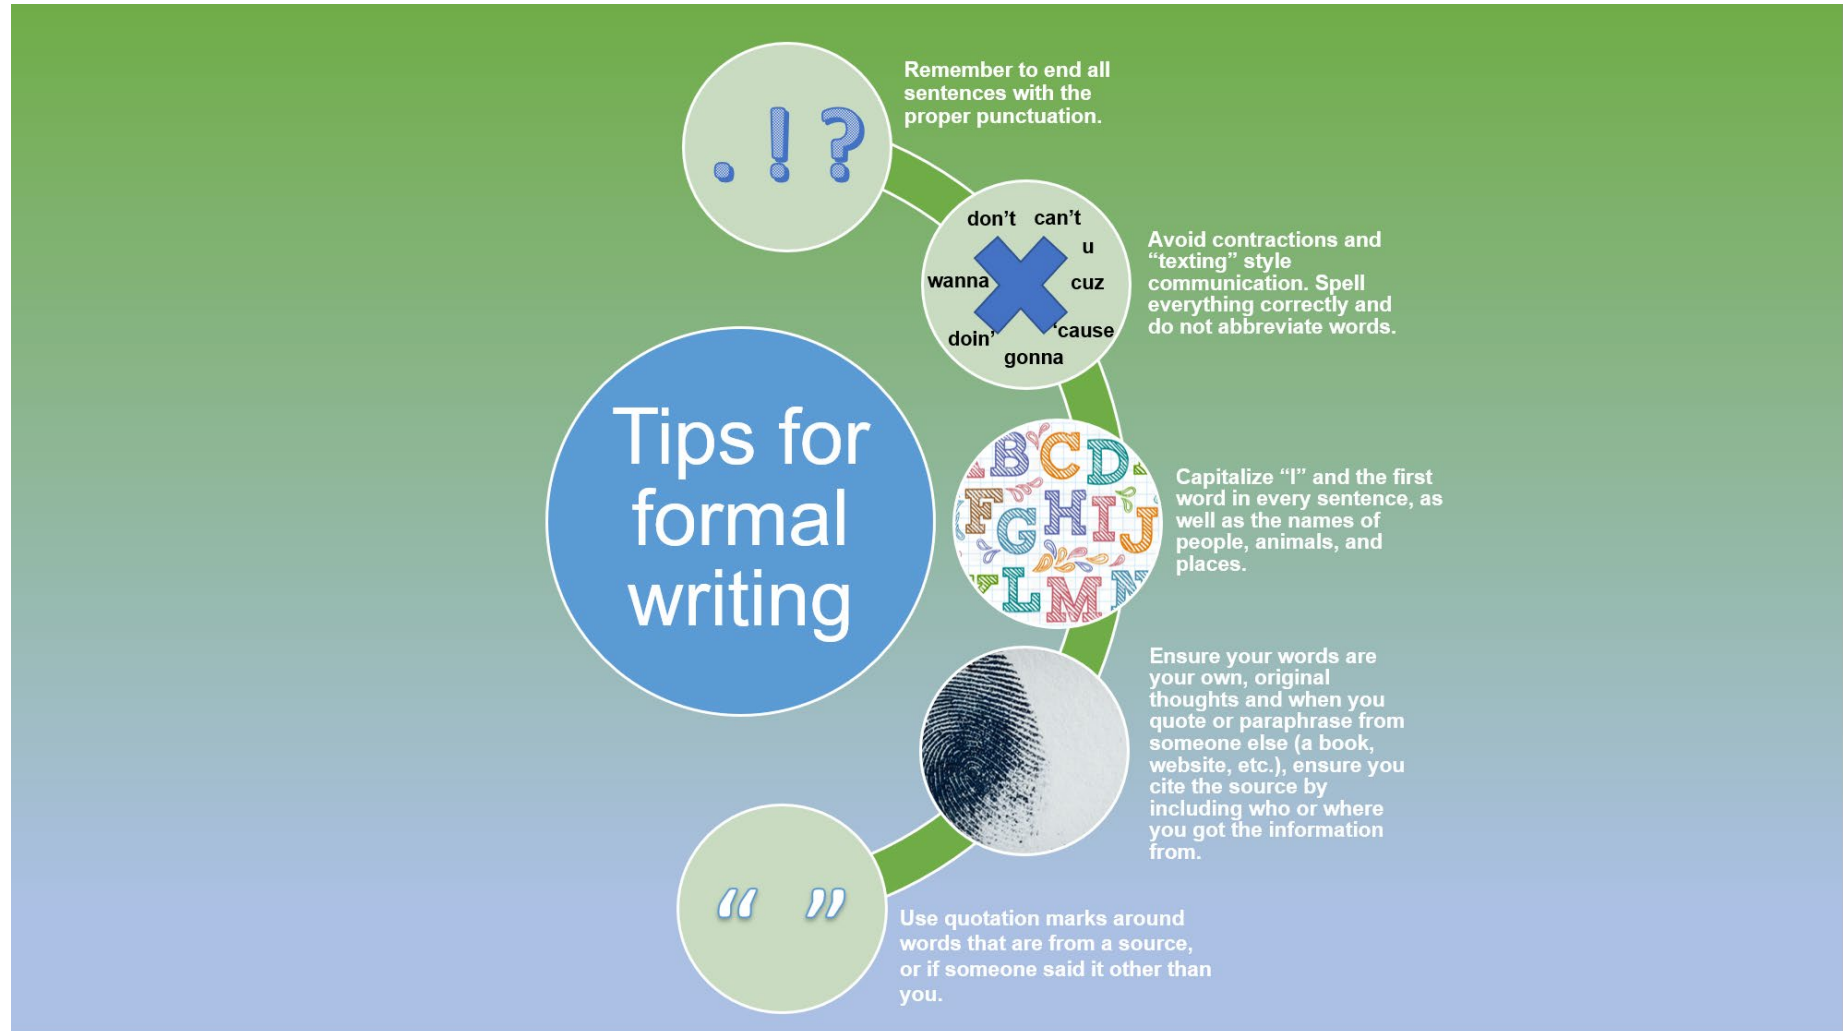 . ! ?
Remember to end all
sentences with the
proper punctuation.
don’t can’t
u
wanna
cuz
doin’
‘cause
gonna
Avoid contractions and
“texting” style
communication. Spell
everything correctly and
do not abbreviate words.
Tips for
formal
writing
B C D
F G H I J
L M N
Capitalize “I” and the first
word in every sentence, as
well as the names of
people, animals, and
places.
Ensure your words are
your own, original
thoughts and when you
quote or paraphrase from
someone else (a book,
website, etc.), ensure you
cite the source by
including who or where
you got the information
from.
“ ”
Use quotation marks around
words that are from a source,
or if someone said it other than
you.